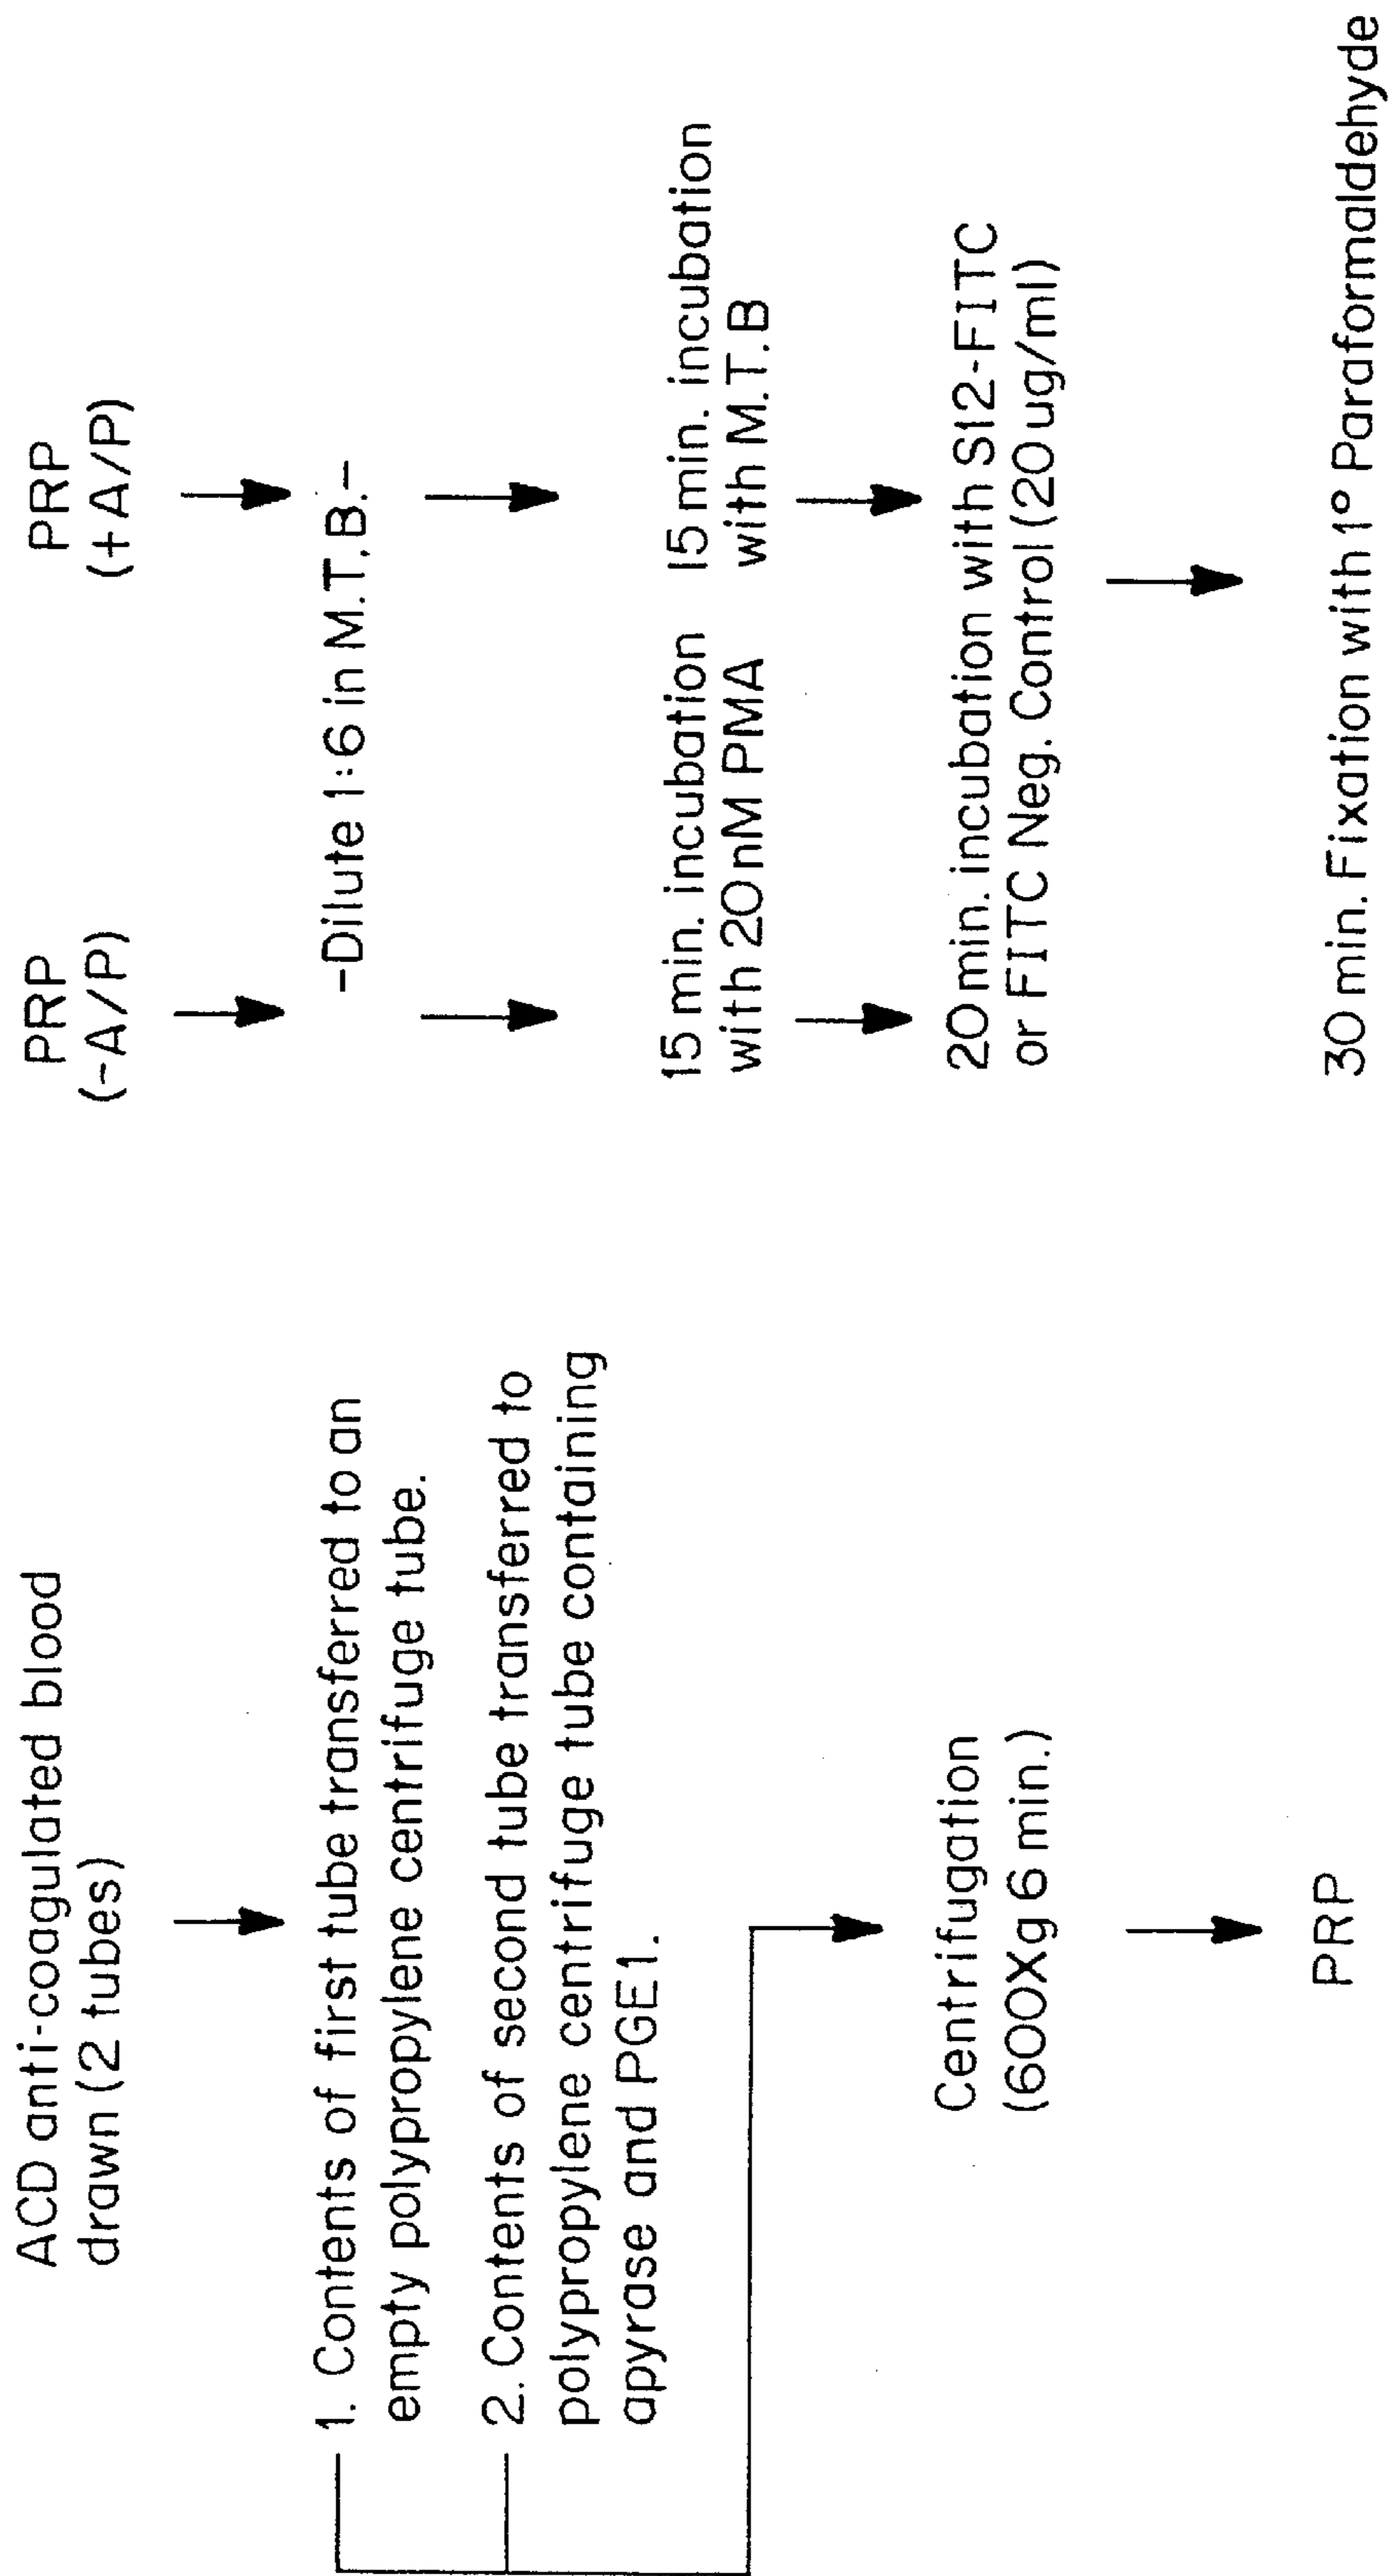 ACD anti-coagulated blood
drawn (2 tubes)
1. Contents of first tube transferred to an
empty polypropylene centrifuge tube.
2. Contents of second tube transferred to
polypropylene centrifuge tube containing
apyrase and PGE1.
Centrifugation
(600Xg 6 min.)
PRP
PRP
(-A/P)
PRP
(+A/P)
-Dilute 1:6 in M.T.B.-
15 min. incubation
with 20nM PMA
15 min. incubation
with M.T.B
20 min. incubation with S12-FITC
or FITC Neg. Control (20ug/ml)
30 min. Fixation with 1° Paraformaldehyde